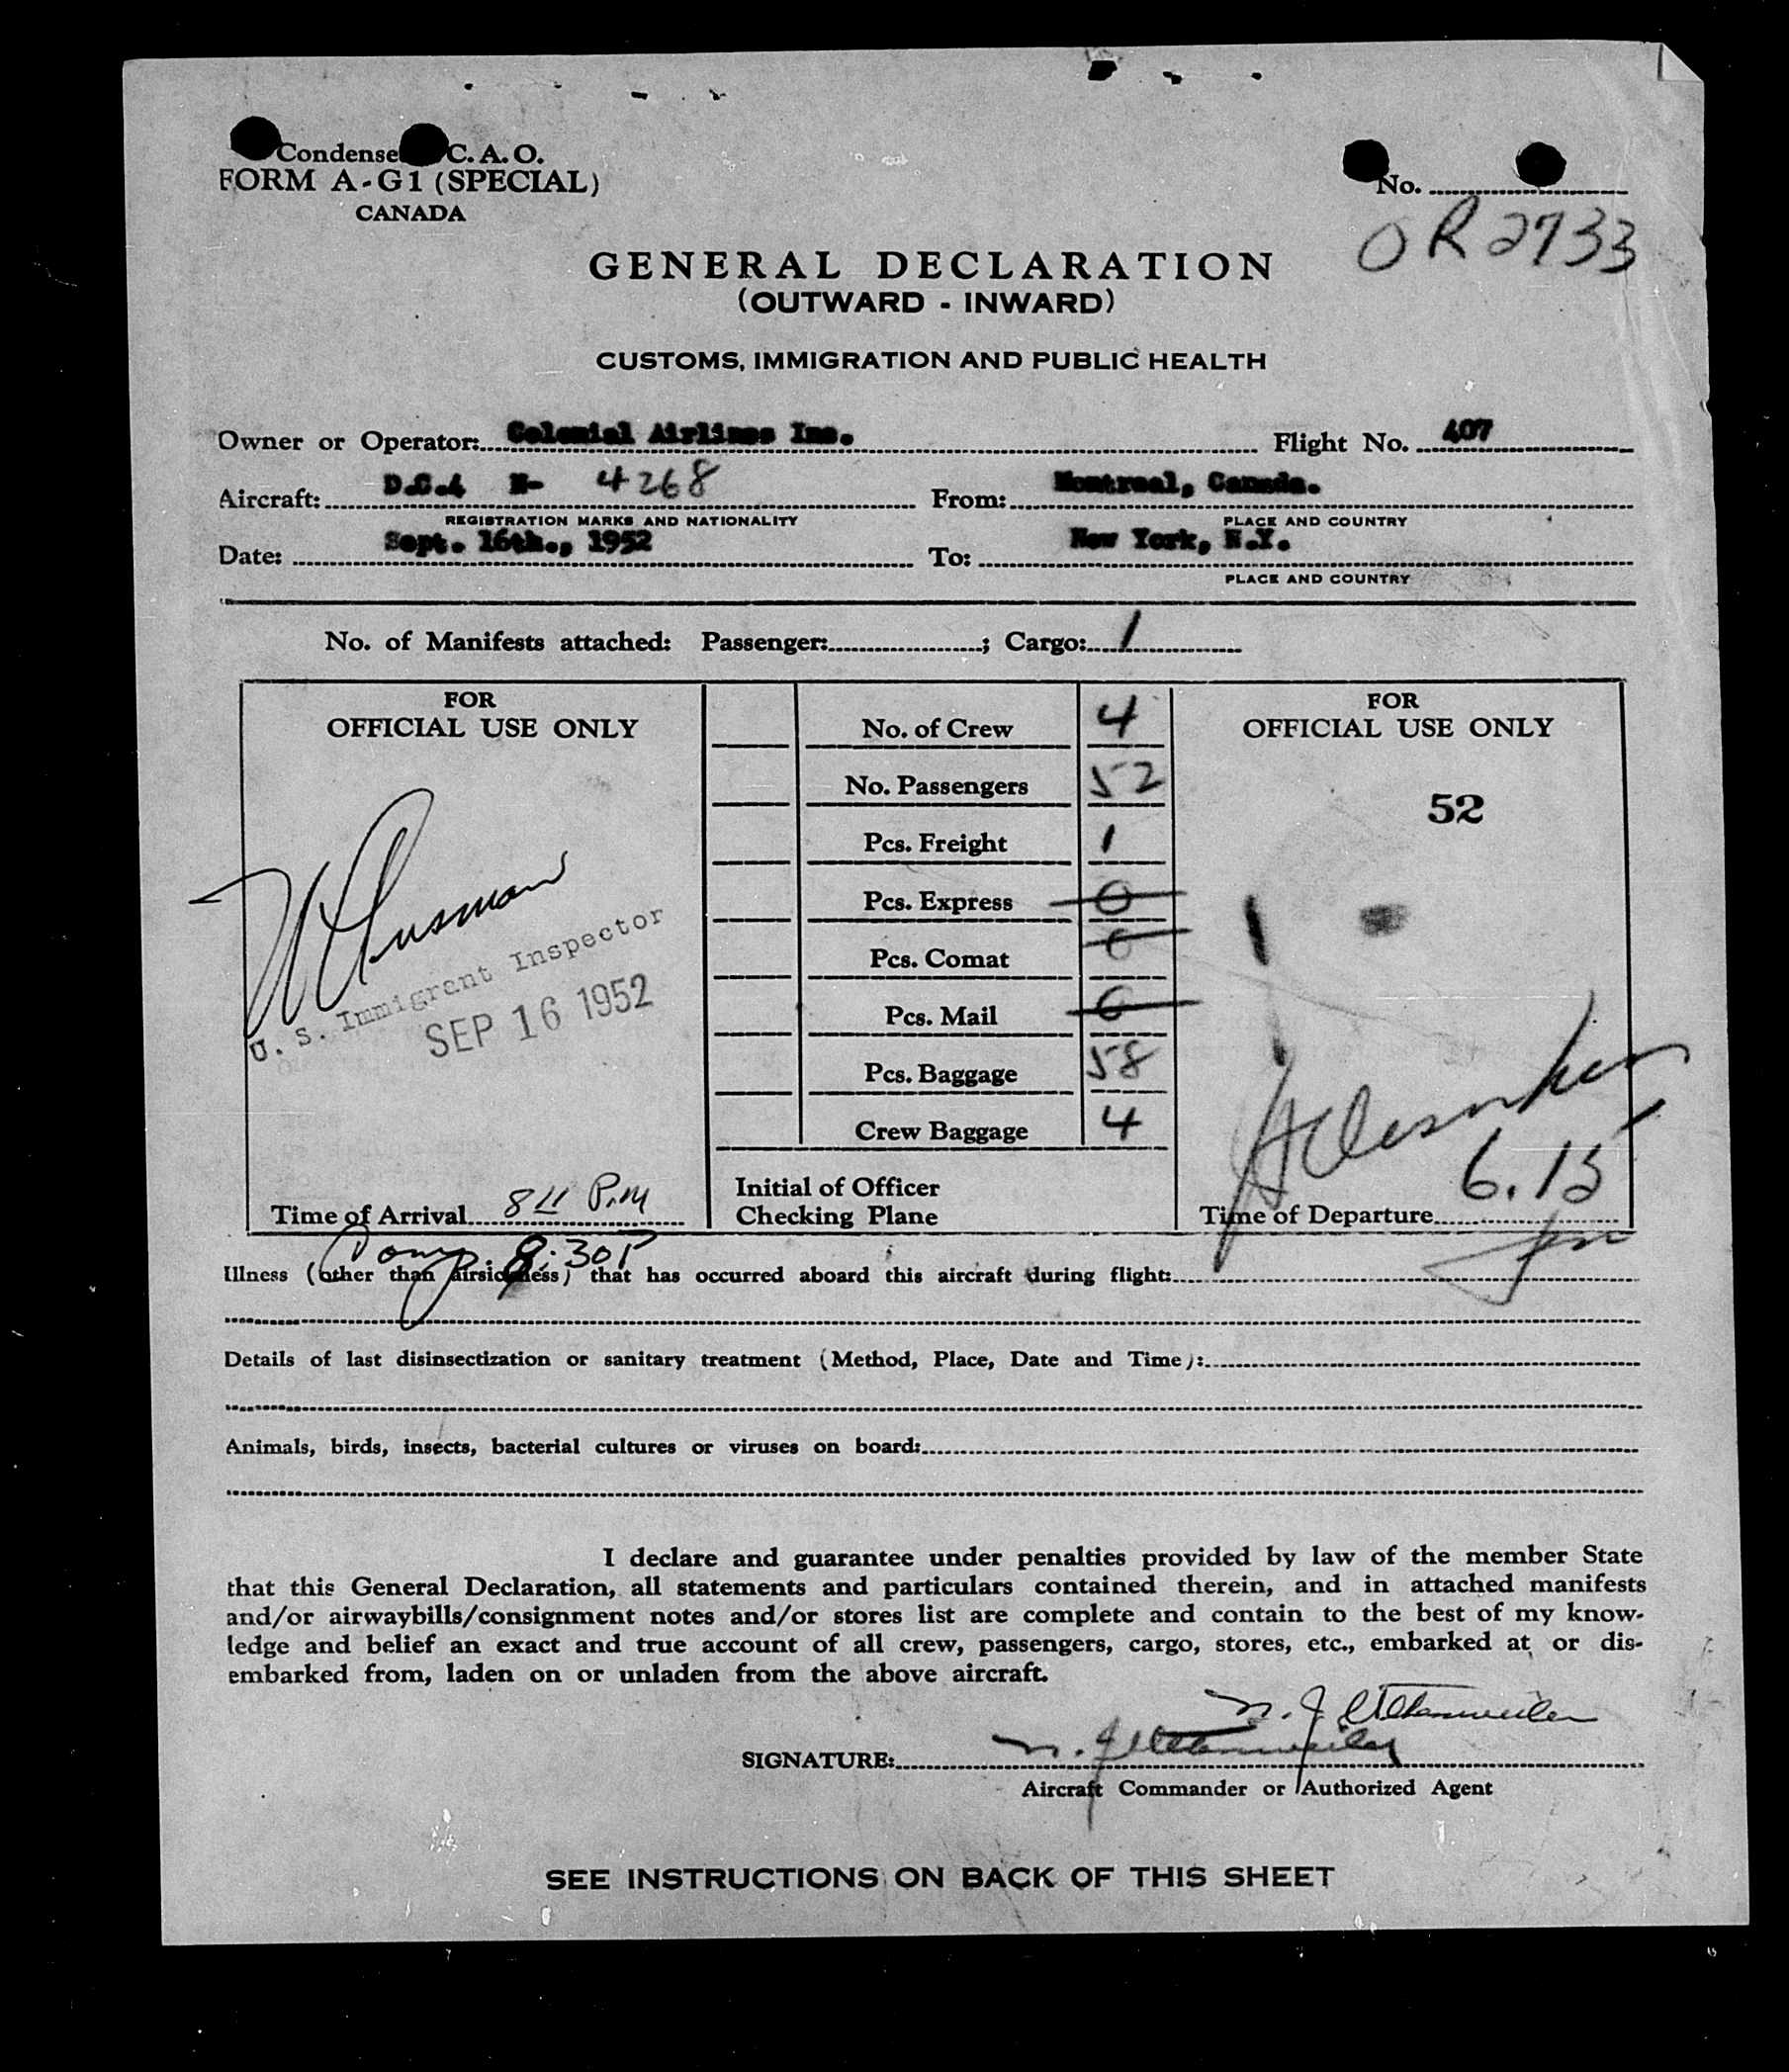 Condense C. A. O.
FORM A-G1 (SPECIAL)
CANADA
No.
OR 2733
GENERAL DECLARATION
(OUTWARD - INWARD)
CUSTOMS, IMMIGRATION AND PUBLIC HEALTH
Owner or Operator: Colonial Airlines Inc. Flight No. 407
Aircraft: D.C.4 N- 4268 From: Montreal, Canada.
REGISTRATION MARKS AND NATIONALITY PLACE AND COUNTRY
Date: Sept. 16th., 1952 To: New York, N.Y.
PLACE AND COUNTRY
No. of Manifests attached: Passenger: ; Cargo: 1
FOR
OFFICIAL USE ONLY
U. S. Immigrant Inspector
SEP 16 1952
Time of Arrival 811 P.M
No. of Crew 4
No. Passengers 52
Pcs. Freight 1
Pcs. Express 0
Pcs. Comat 0
Pcs. Mail 0
Pcs. Baggage 58
Crew Baggage 4
Initial of Officer
Checking Plane
FOR
OFFICIAL USE ONLY
52
6.15
Time of Departure
Comp. 8:30P
Illness (other than airsickness) that has occurred aboard this aircraft during flight:
Details of last disinsectization or sanitary treatment (Method, Place, Date and Time):
Animals, birds, insects, bacterial cultures or viruses on board:
I declare and guarantee under penalties provided by law of the member State
that this General Declaration, all statements and particulars contained therein, and in attached manifests
and/or airwaybills/consignment notes and/or stores list are complete and contain to the best of my know-
ledge and belief an exact and true account of all crew, passengers, cargo, stores, etc., embarked at or dis-
embarked from, laden on or unladen from the above aircraft.
SIGNATURE:
Aircraft Commander or Authorized Agent
SEE INSTRUCTIONS ON BACK OF THIS SHEET